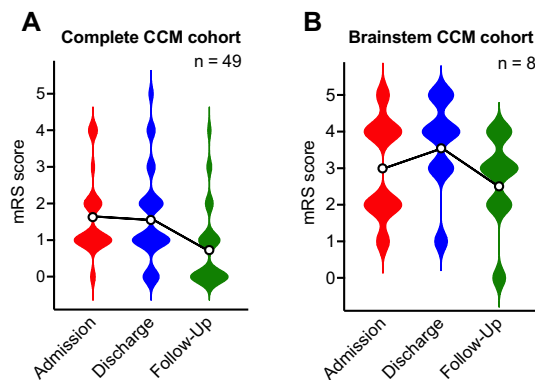 A
Complete CCM cohort
n = 49
mRS score
5
4
3
2
1
0
Admission
Discharge
Follow-Up
B
Brainstem CCM cohort
n = 8
mRS score
5
4
3
2
1
0
Admission
Discharge
Follow-Up